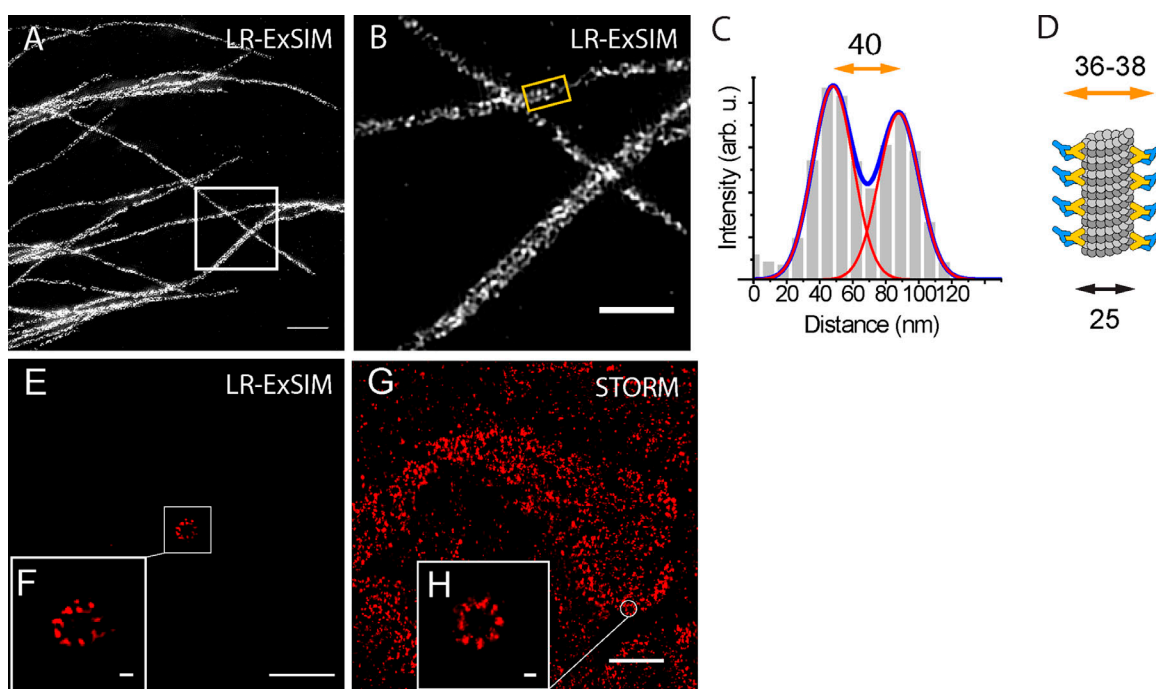 A
LR-ExSIM
B
LR-ExSIM
C
40
Intensity (arb. u.)
0 20 40 60 80 100 120
Distance (nm)
D
36-38
25
E
LR-ExSIM
F
G
STORM
H